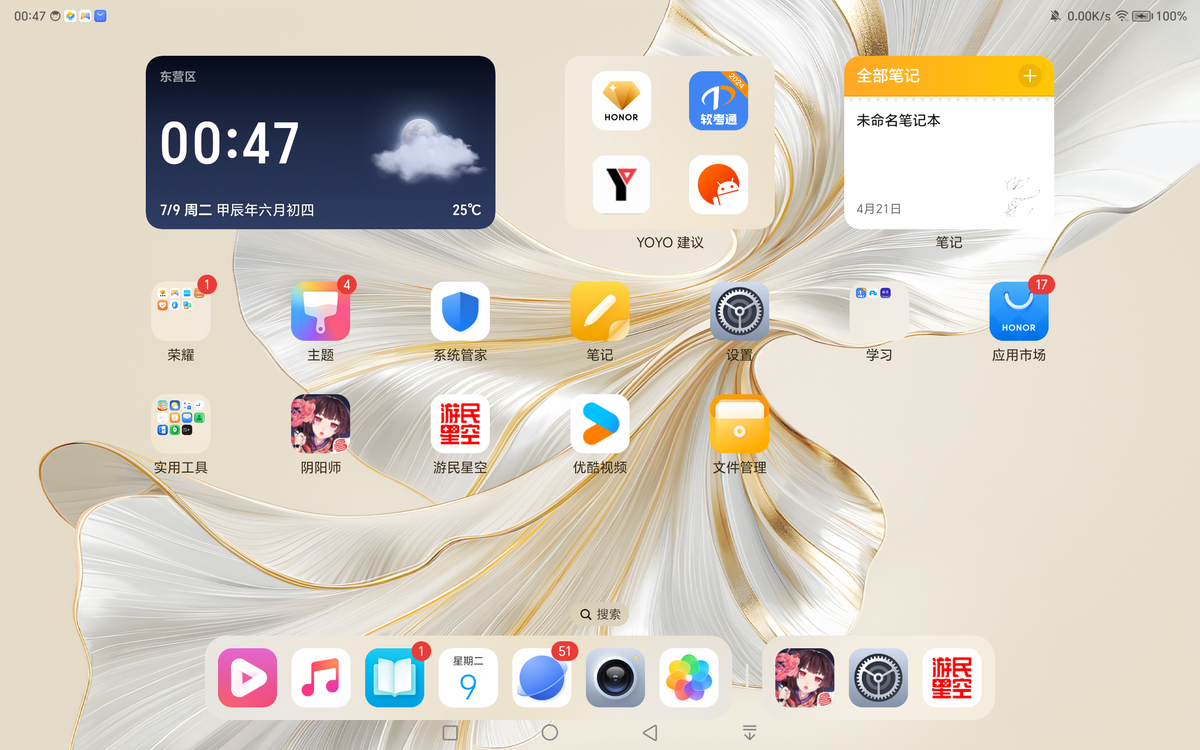 00:47
0.00K/s
100%
东营区
00:47
7/9 周二 甲辰年六月初四
25℃
HONOR
2024
软考通
YOYO 建议
全部笔记
未命名笔记本
4月21日
笔记
1
荣耀
4
主题
系统管家
笔记
设置
学习
17
HONOR
应用市场
实用工具
阴阳师
游民
星空
游民星空
优酷视频
文件管理
搜索
1
星期二
9
51
游民
星空